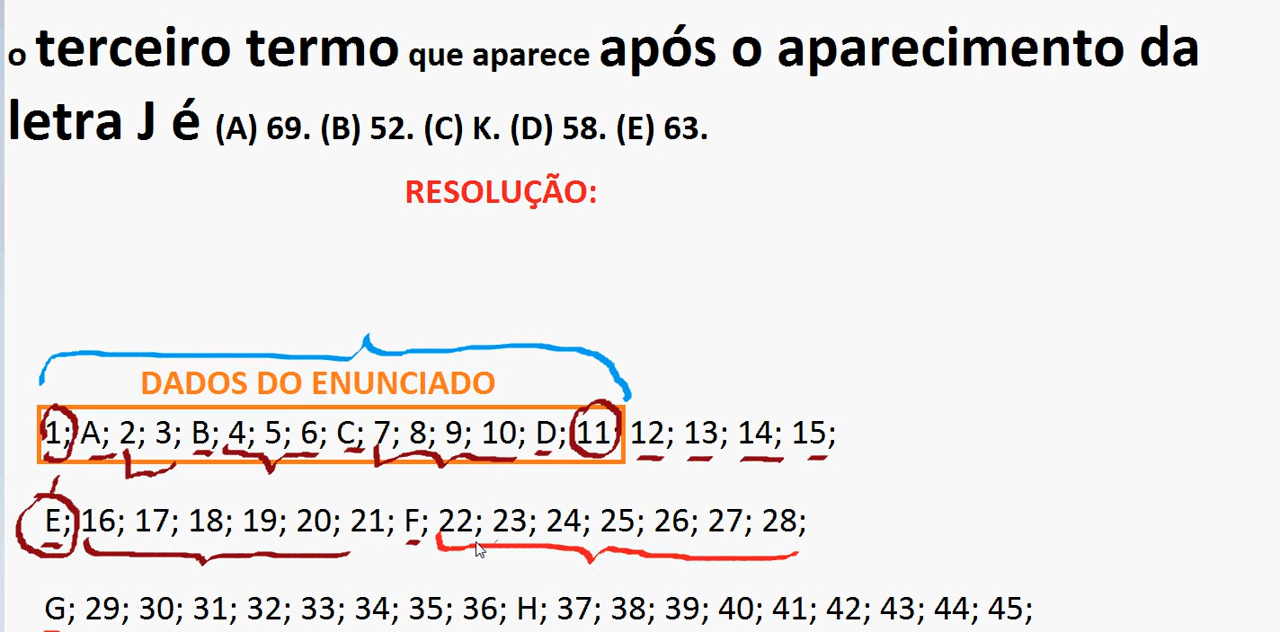 o terceiro termo que aparece após o aparecimento da
letra J é (A) 69. (B) 52. (C) K. (D) 58. (E) 63.
RESOLUÇÃO:
DADOS DO ENUNCIADO
1; A; 2; 3; B; 4; 5; 6; C; 7; 8; 9; 10; D; 11; 12; 13; 14; 15;
E; 16; 17; 18; 19; 20; 21; F; 22; 23; 24; 25; 26; 27; 28;
G; 29; 30; 31; 32; 33; 34; 35; 36; H; 37; 38; 39; 40; 41; 42; 43; 44; 45;